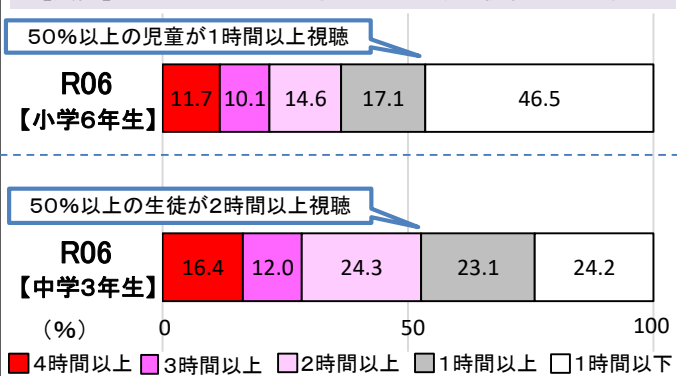 50%以上の児童が1時間以上視聴
R06
【小学6年生】
11.7 10.1 14.6 17.1 46.5
50%以上の生徒が2時間以上視聴
R06
【中学3年生】
16.4 12.0 24.3 23.1 24.2
(%) 0 50 100
4時間以上 3時間以上 2時間以上 1時間以上 1時間以下